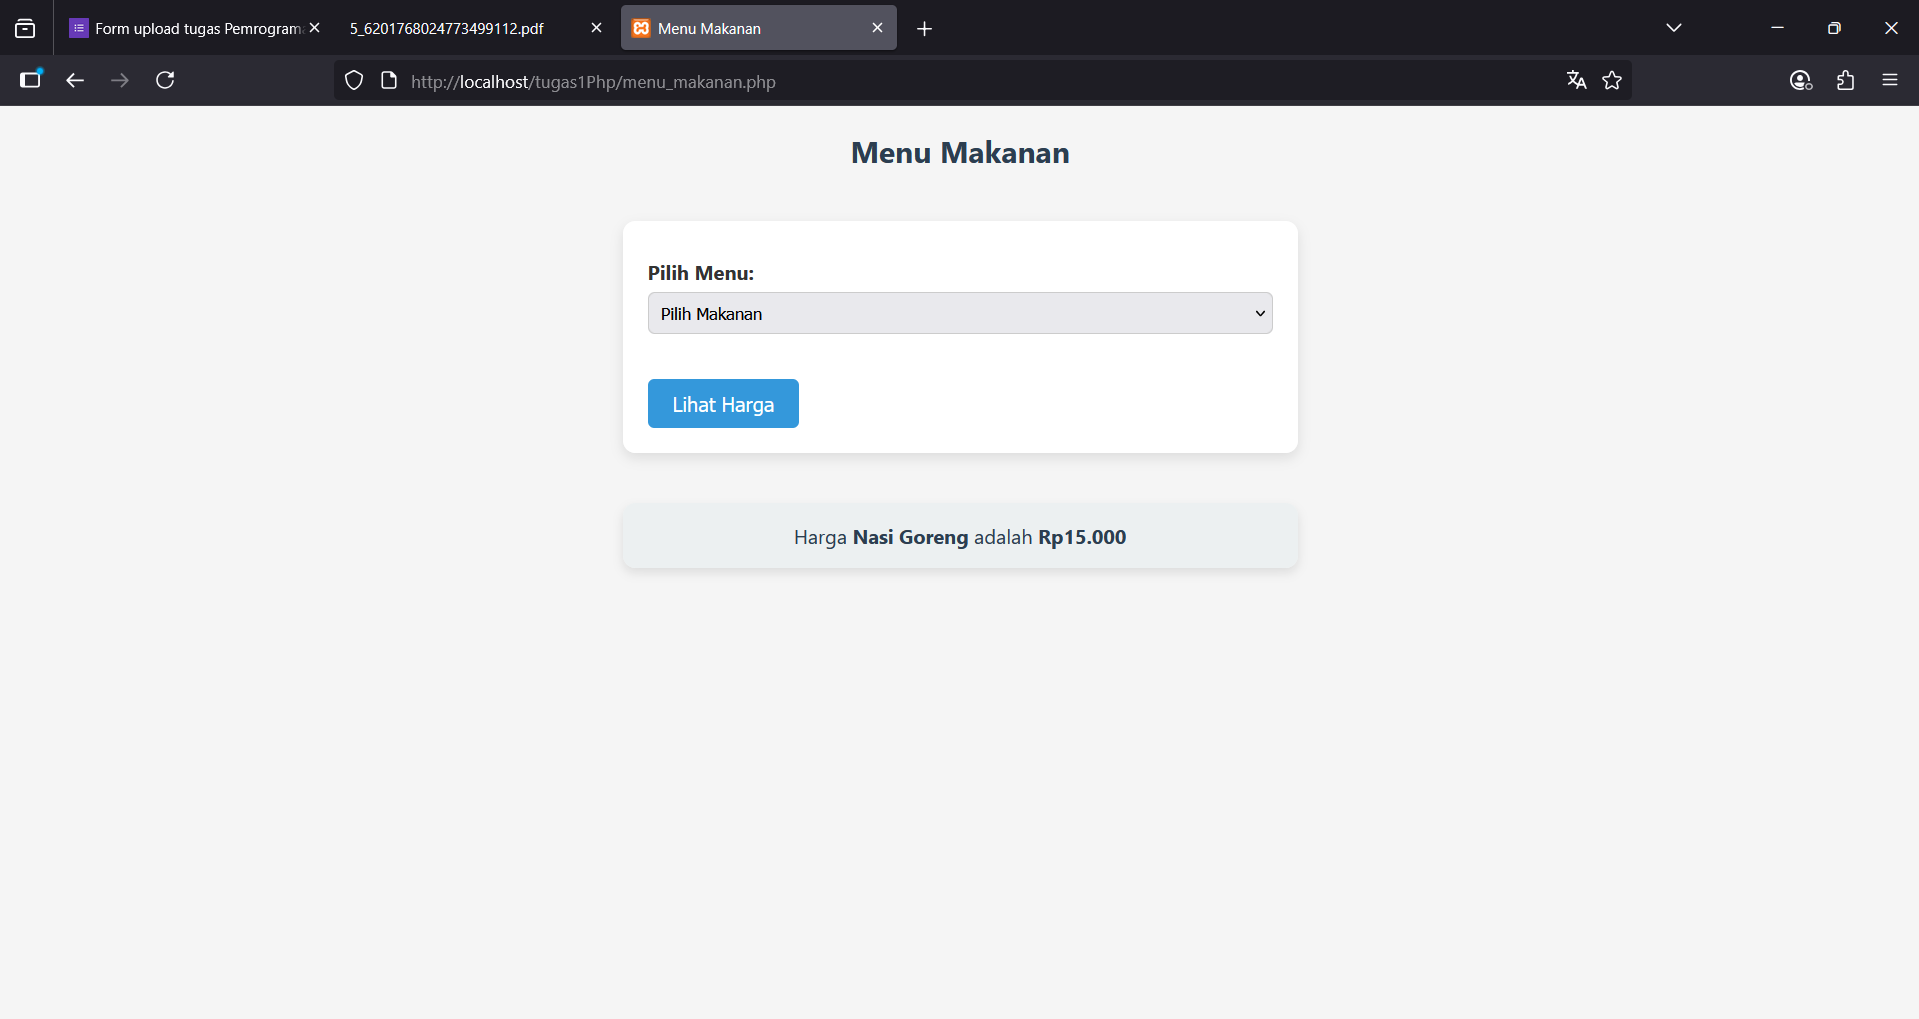 Form upload tugas Pemrogram
5_6201768024773499112.pdf
Menu Makanan
http://localhost/tugas1Php/menu_makanan.php
Menu Makanan
Pilih Menu:
Pilih Makanan
Lihat Harga
Harga Nasi Goreng adalah Rp15.000